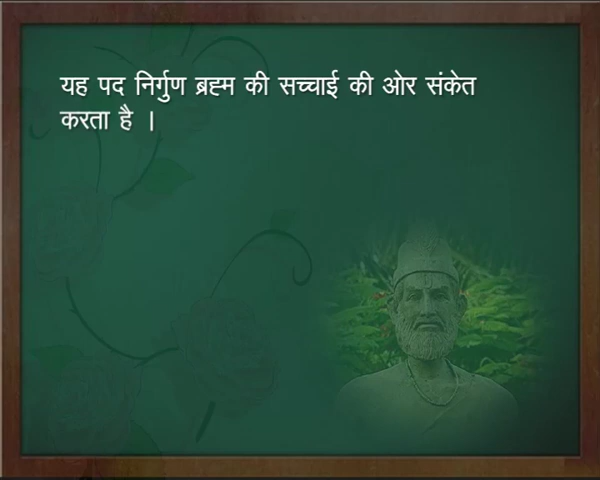 यह पद निर्गुण ब्रह्म की सच्चाई की ओर संकेत
करता है ।